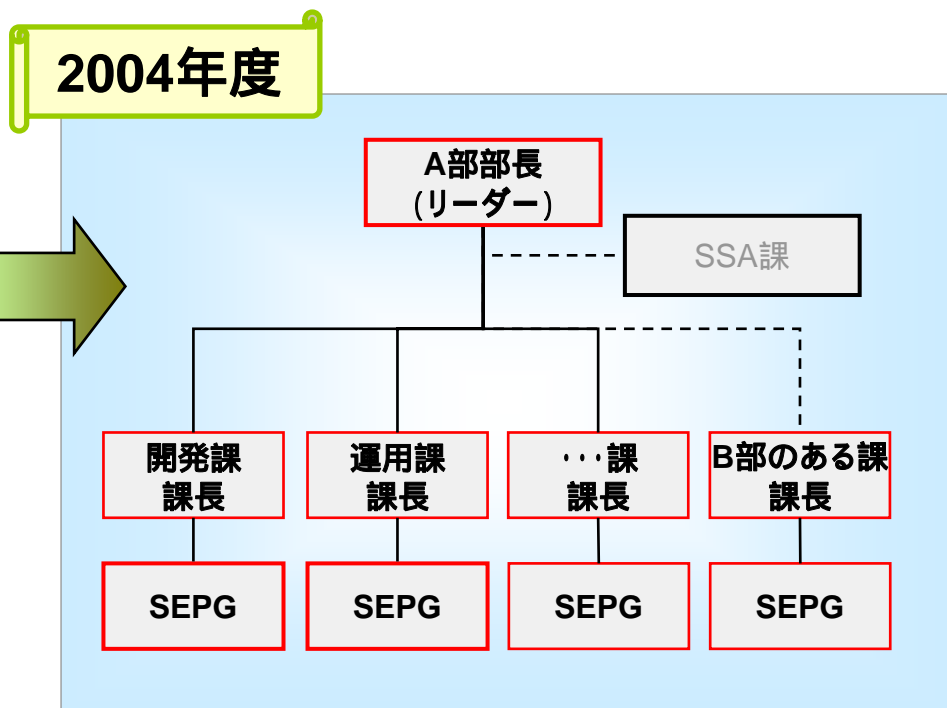 2004年度
A部部長
(リーダー)
SSA課
開発課
課長
運用課
課長
･･･課
課長
B部のある課
課長
SEPG
SEPG
SEPG
SEPG